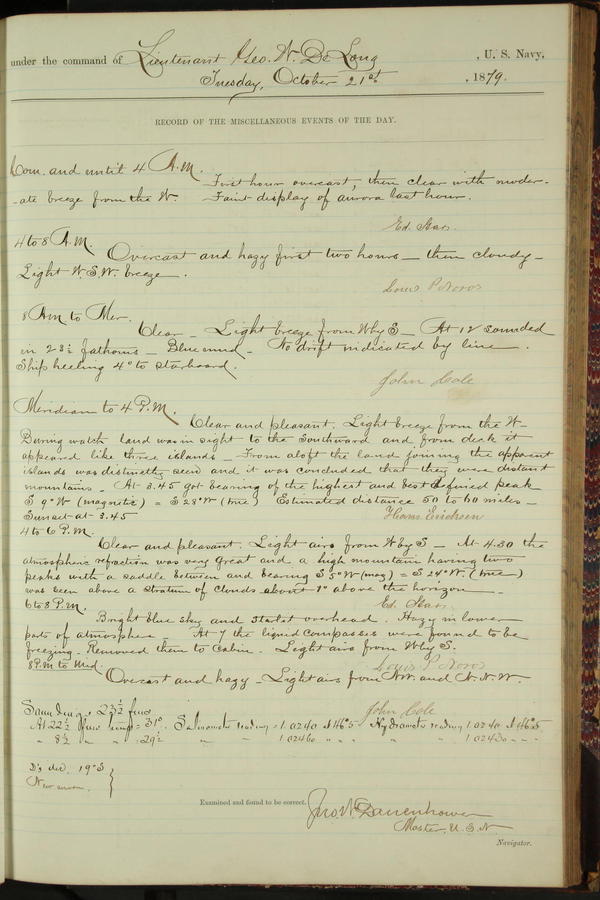 under the command of Lieutenant Geo. W. De Long , U. S. Navy,
Tuesday, October 21st , 1879.
RECORD OF THE MISCELLANEOUS EVENTS OF THE DAY.
Com. and until 4 A.M.
First hour overcast, then clear with moder-
-ate breeze from the W. Faint display of aurora last hour.
Ed. Starr
4 to 8 A.M.
Overcast and hazy first two hours — then cloudy —
Light W.S.W. breeze.
Louis P Noros
8 AM to Mer.
Clear — Light breeze from W by S — At 12 sounded
in 23½ fathoms — Blue mud — No drift indicated by line.
Ship heeling 4° to starboard.
John Cole
Meridian to 4 P.M.
Clear and pleasant. Light breeze from the W —
During watch land was in sight to the southward and from deck it
appeared like three islands — From aloft the land joining the apparent
islands was distinctly seen and it was concluded that they were distant
mountains. At 3.45 got bearing of the highest and best defined peak
S 9° W (magnetic) = S 28° W (true) Estimated distance 50 to 60 miles —
Sunset at 3.45
Hans Ericksen
4 to 6 P.M.
Clear and pleasant. Light airs from W by S — At 4.30 the
atmospheric refraction was very great and a high mountain having two
peaks with a saddle between and bearing S 5° W (mag) = S 24° W. (true)
was seen above a stratum of clouds about 1° above the horizon —
Ed. Starr
6 to 8 P.M.
Bright blue sky and starlit overhead. Hazy in lower
parts of atmosphere. At 7 the liquid compasses were found to be
freezing. Removed them to Cabin. Light airs from W by S.
Louis P Noros
8 P.M to Mid.
Overcast and hazy — Light airs from NW. and N.N.W.
John Cole
Soundings 23½ fms
At 22½ fms temp = 31°. Salinometer reading = 1.0240 at 46°.5 Hydrometer reading 1.0240 at 46°.5
" 8½ " " 29½ " " 1.0240 " " " " 1.0240
19° S
Examined and found to be correct.
Jno. W. Danenhower
Master, U.S.N.
Navigator.